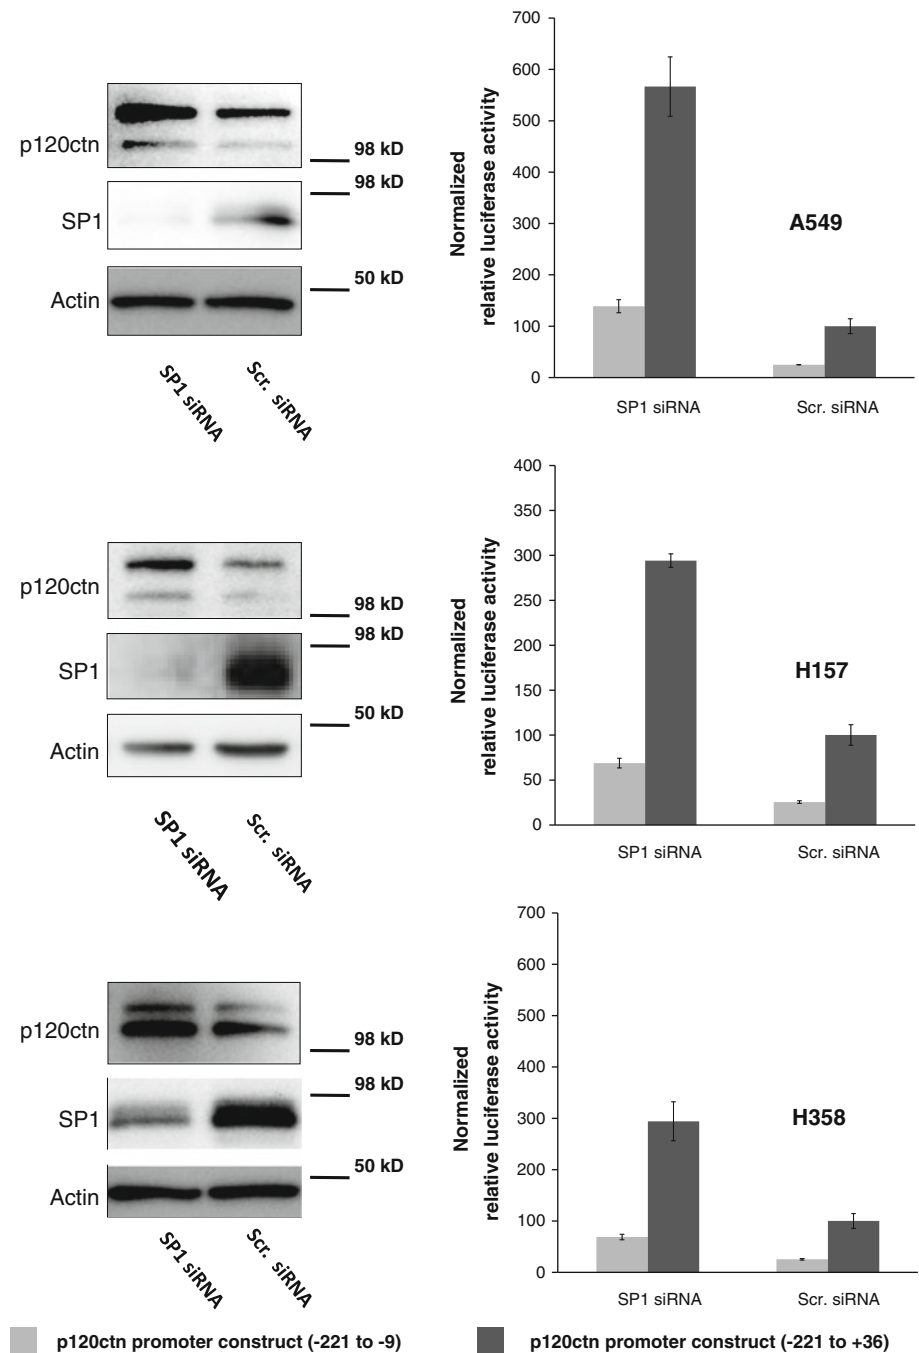 p120ctn
98 kD
98 kD
SP1
50 kD
Actin
SP1 siRNA
Scr. siRNA
Normalized
relative luciferase activity
700
600
500
400
300
200
100
0
A549
SP1 siRNA
Scr. siRNA
p120ctn
98 kD
98 kD
SP1
50 kD
Actin
SP1 siRNA
Scr. siRNA
Normalized
relative luciferase activity
400
350
300
250
200
150
100
50
0
H157
SP1 siRNA
Scr. siRNA
p120ctn
98 kD
98 kD
SP1
50 kD
Actin
SP1 siRNA
Scr. siRNA
Normalized
relative luciferase activity
700
600
500
400
300
200
100
0
H358
SP1 siRNA
Scr. siRNA
p120ctn promoter construct (-221 to -9)
p120ctn promoter construct (-221 to +36)